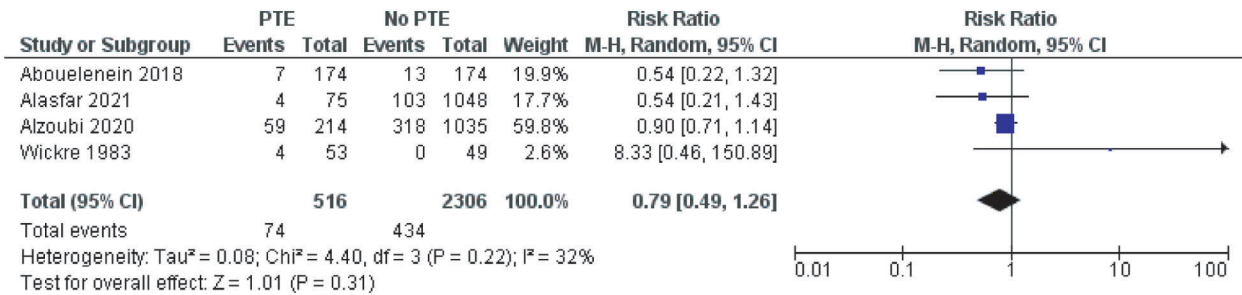 PTE No PTE Risk Ratio Risk Ratio
Study or Subgroup Events Total Events Total Weight M-H, Random, 95% CI M-H, Random, 95% CI
Abouelenein 2018 7 174 13 174 19.9% 0.54 [0.22, 1.32]
Alasfar 2021 4 75 103 1048 17.7% 0.54 [0.21, 1.43]
Alzoubi 2020 59 214 318 1035 59.8% 0.90 [0.71, 1.14]
Wickre 1983 4 53 0 49 2.6% 8.33 [0.46, 150.89]
Total (95% CI) 516 2306 100.0% 0.79 [0.49, 1.26]
Total events 74 434
Heterogeneity: Tau² = 0.08; Chi² = 4.40, df = 3 (P = 0.22); I² = 32%
Test for overall effect: Z = 1.01 (P = 0.31)
0.01 0.1 1 10 100